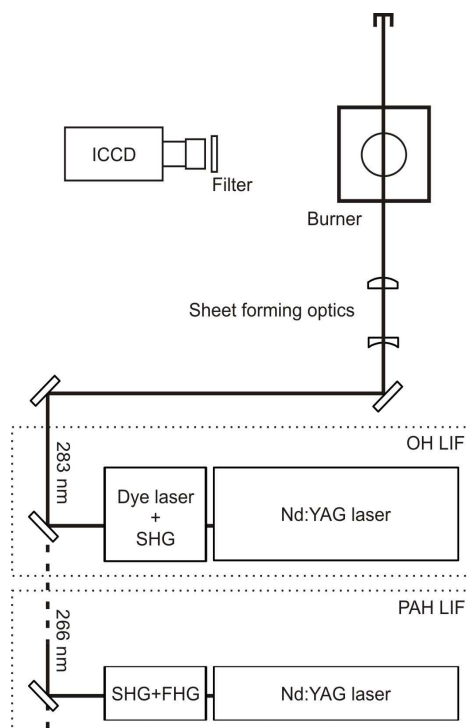 ICCD
Filter
Burner
Sheet forming optics
OH LIF
283 nm
Dye laser
+
SHG
Nd:YAG laser
PAH LIF
266 nm
SHG+FHG
Nd:YAG laser